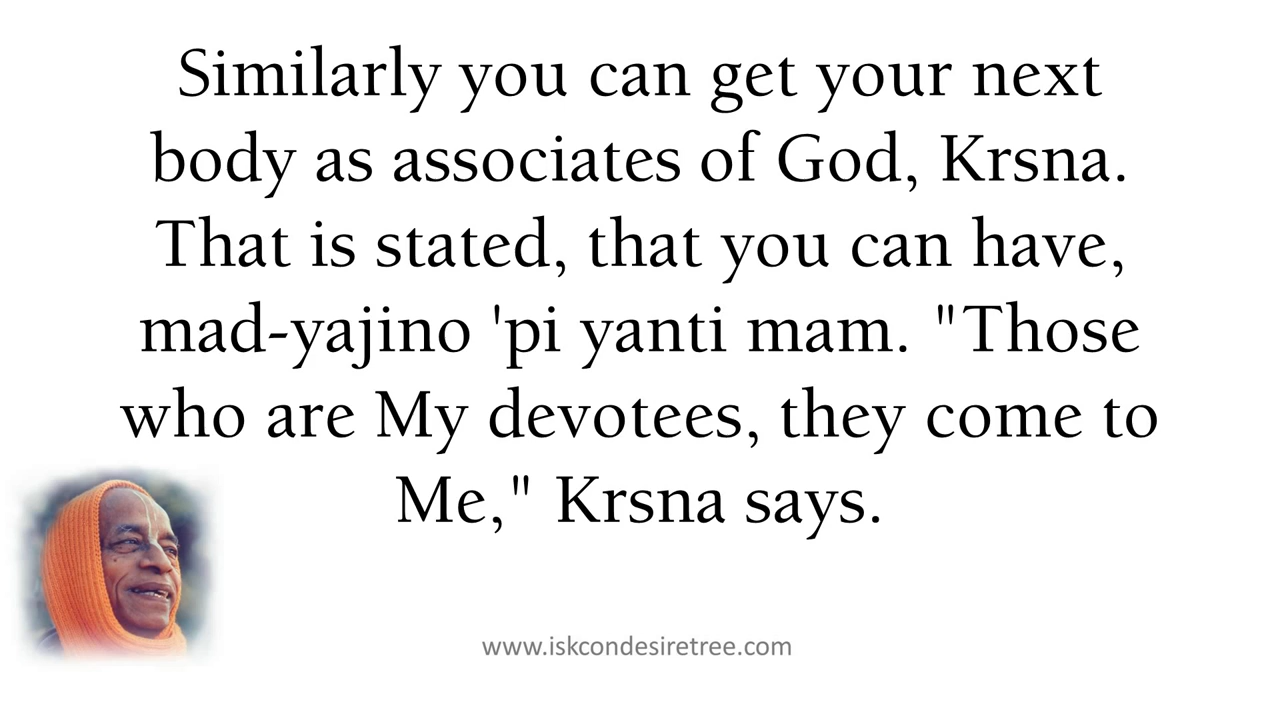 Similarly you can get your next
body as associates of God, Krsna.
That is stated, that you can have,
mad-yajino 'pi yanti mam. "Those
who are My devotees, they come to
Me," Krsna says.
www.iskcondesiretree.com